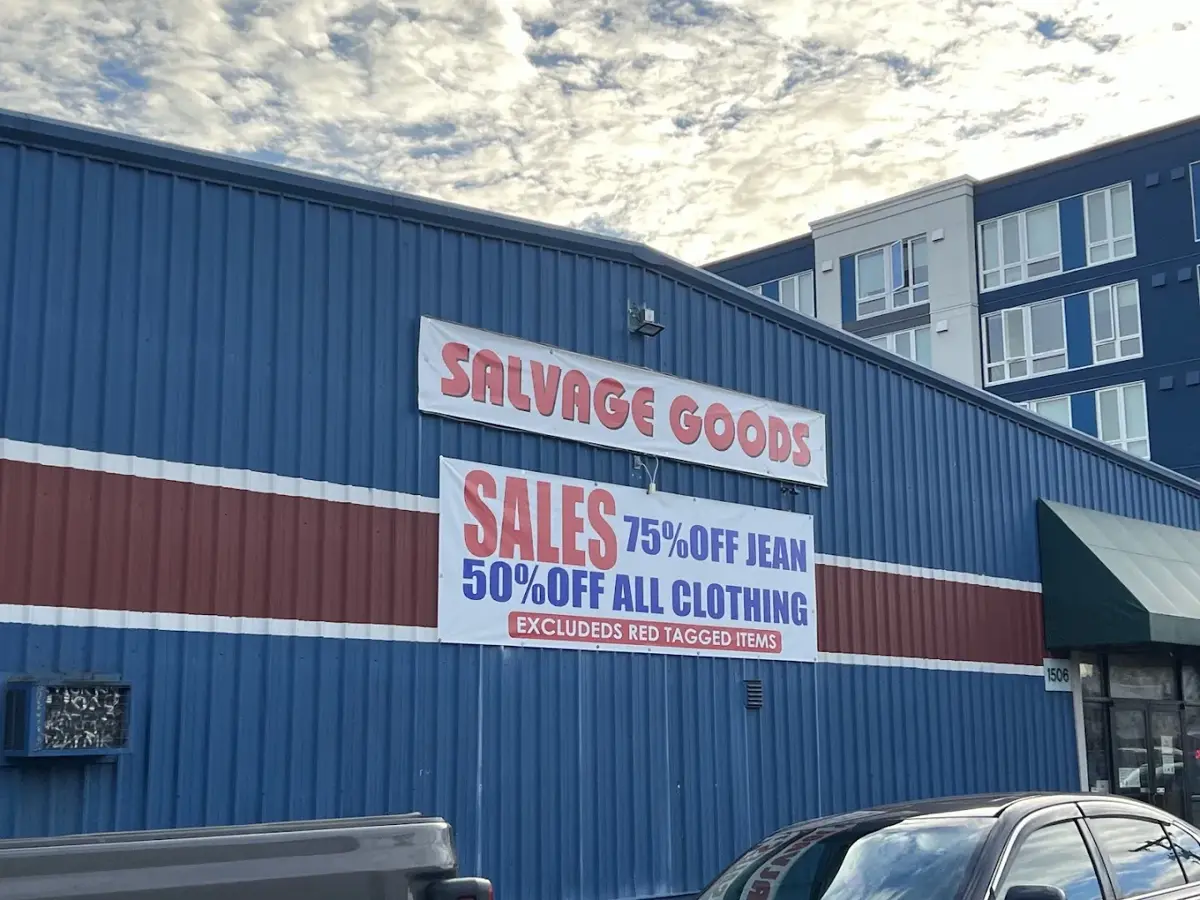 SALVAGE GOODS
SALES 75%OFF JEAN
50%OFF ALL CLOTHING
EXCLUDEDS RED TAGGED ITEMS
1506